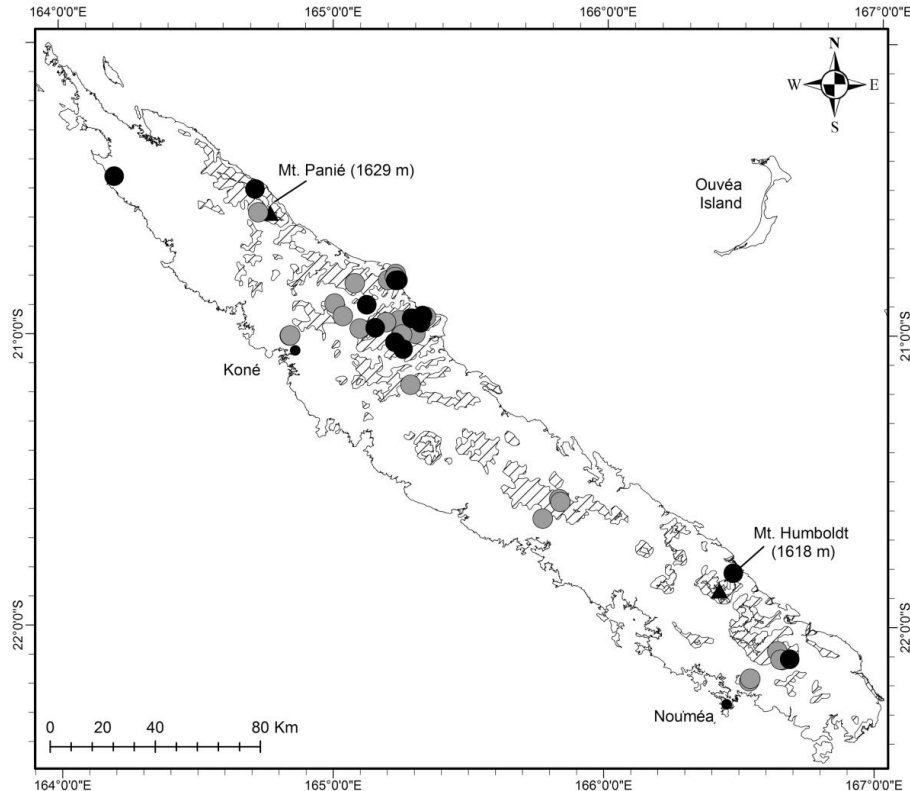 164°0'0"E 165°0'0"E 166°0'0"E 167°0'0"E
N
W E
S
Mt. Panié (1629 m)
Ouvéa
Island
21°0'0"S 21°0'0"S
Koné
Mt. Humboldt
(1618 m)
22°0'0"S 22°0'0"S
Nouméa
0 20 40 80 Km
164°0'0"E 165°0'0"E 166°0'0"E 167°0'0"E